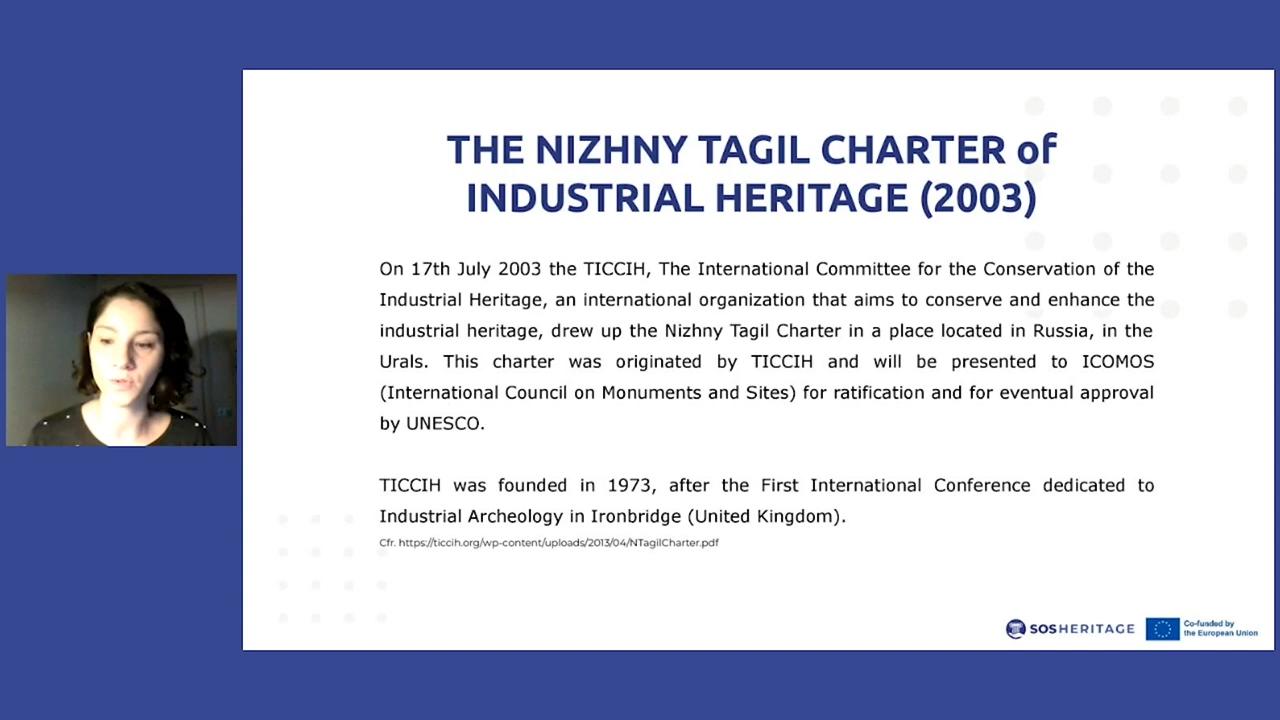 THE NIZHNY TAGIL CHARTER of
INDUSTRIAL HERITAGE (2003)
On 17th July 2003 the TICCIH, The International Committee for the Conservation of the
Industrial Heritage, an international organization that aims to conserve and enhance the
industrial heritage, drew up the Nizhny Tagil Charter in a place located in Russia, in the
Urals. This charter was originated by TICCIH and will be presented to ICOMOS
(International Council on Monuments and Sites) for ratification and for eventual approval
by UNESCO.
TICCIH was founded in 1973, after the First International Conference dedicated to
Industrial Archeology in Ironbridge (United Kingdom).
Cfr. https://ticcih.org/wp-content/uploads/2013/04/NTagilCharter.pdf
SOSHERITAGE
Co-funded by
the European Union